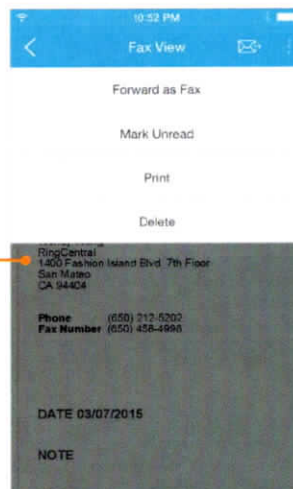 10:52 PM
Fax View
Forward as Fax
Mark Unread
Print
Delete
RingCentral
1400 Fashion Island Blvd. 7th Floor
San Mateo
CA 94404
Phone (650) 212-5202
Fax Number (650) 458-4996
DATE 03/07/2015
NOTE